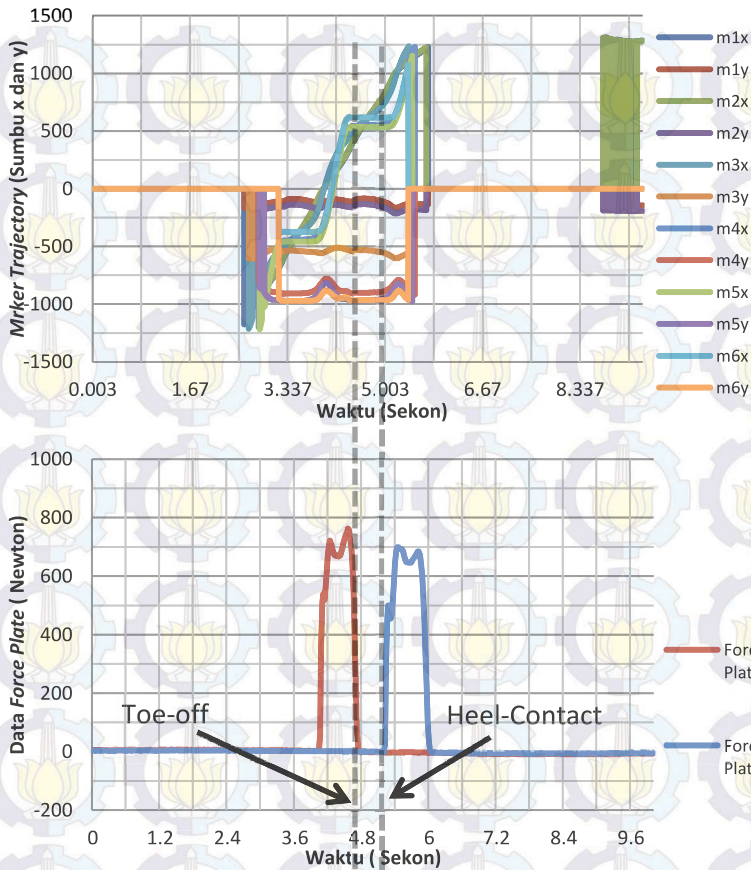 Mrker Trajectory (Sumbu x dan y)
1500
1000
500
0
-500
-1000
-1500
0.003 1.67 3.337 5.003 6.67 8.337
Waktu (Sekon)
m1x
m1y
m2x
m2y
m3x
m3y
m4x
m4y
m5x
m5y
m6x
m6y
Data Force Plate ( Newton)
1000
800
600
400
200
0
-200
0 1.2 2.4 3.6 4.8 6 7.2 8.4 9.6
Waktu ( Sekon)
Toe-off
Heel-Contact
Forc
Plat
Forc
Plat